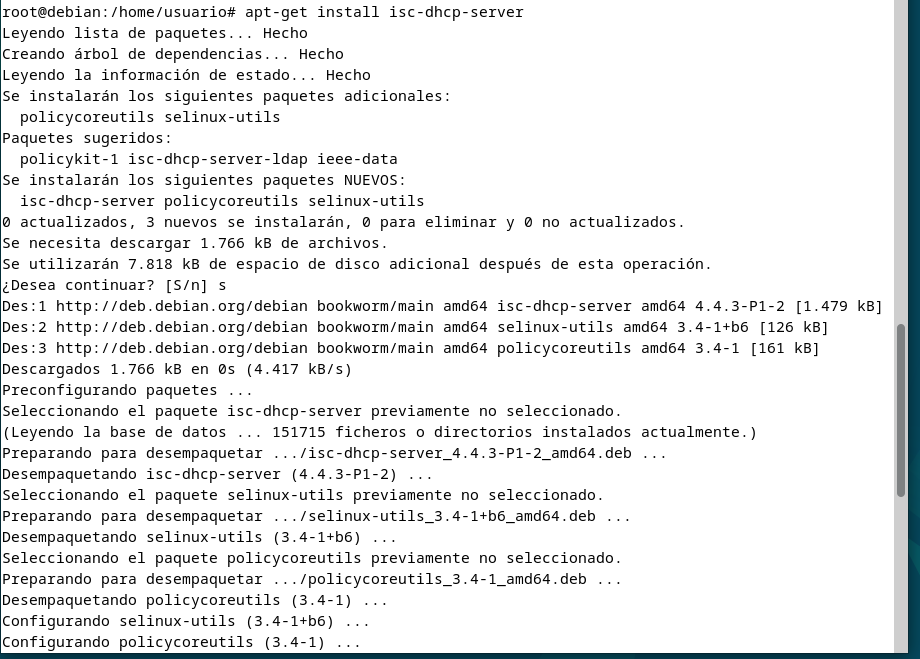 root@debian:/home/usuario# apt-get install isc-dhcp-server
Leyendo lista de paquetes... Hecho
Creando árbol de dependencias... Hecho
Leyendo la información de estado... Hecho
Se instalarán los siguientes paquetes adicionales:
  policycoreutils selinux-utils
Paquetes sugeridos:
  policykit-1 isc-dhcp-server-ldap ieee-data
Se instalarán los siguientes paquetes NUEVOS:
  isc-dhcp-server policycoreutils selinux-utils
0 actualizados, 3 nuevos se instalarán, 0 para eliminar y 0 no actualizados.
Se necesita descargar 1.766 kB de archivos.
Se utilizarán 7.818 kB de espacio de disco adicional después de esta operación.
¿Desea continuar? [S/n] s
Des:1 http://deb.debian.org/debian bookworm/main amd64 isc-dhcp-server amd64 4.4.3-P1-2 [1.479 kB]
Des:2 http://deb.debian.org/debian bookworm/main amd64 selinux-utils amd64 3.4-1+b6 [126 kB]
Des:3 http://deb.debian.org/debian bookworm/main amd64 policycoreutils amd64 3.4-1 [161 kB]
Descargados 1.766 kB en 0s (4.417 kB/s)
Preconfigurando paquetes ...
Seleccionando el paquete isc-dhcp-server previamente no seleccionado.
(Leyendo la base de datos ... 151715 ficheros o directorios instalados actualmente.)
Preparando para desempaquetar .../isc-dhcp-server_4.4.3-P1-2_amd64.deb ...
Desempaquetando isc-dhcp-server (4.4.3-P1-2) ...
Seleccionando el paquete selinux-utils previamente no seleccionado.
Preparando para desempaquetar .../selinux-utils_3.4-1+b6_amd64.deb ...
Desempaquetando selinux-utils (3.4-1+b6) ...
Seleccionando el paquete policycoreutils previamente no seleccionado.
Preparando para desempaquetar .../policycoreutils_3.4-1_amd64.deb ...
Desempaquetando policycoreutils (3.4-1) ...
Configurando selinux-utils (3.4-1+b6) ...
Configurando policycoreutils (3.4-1) ...